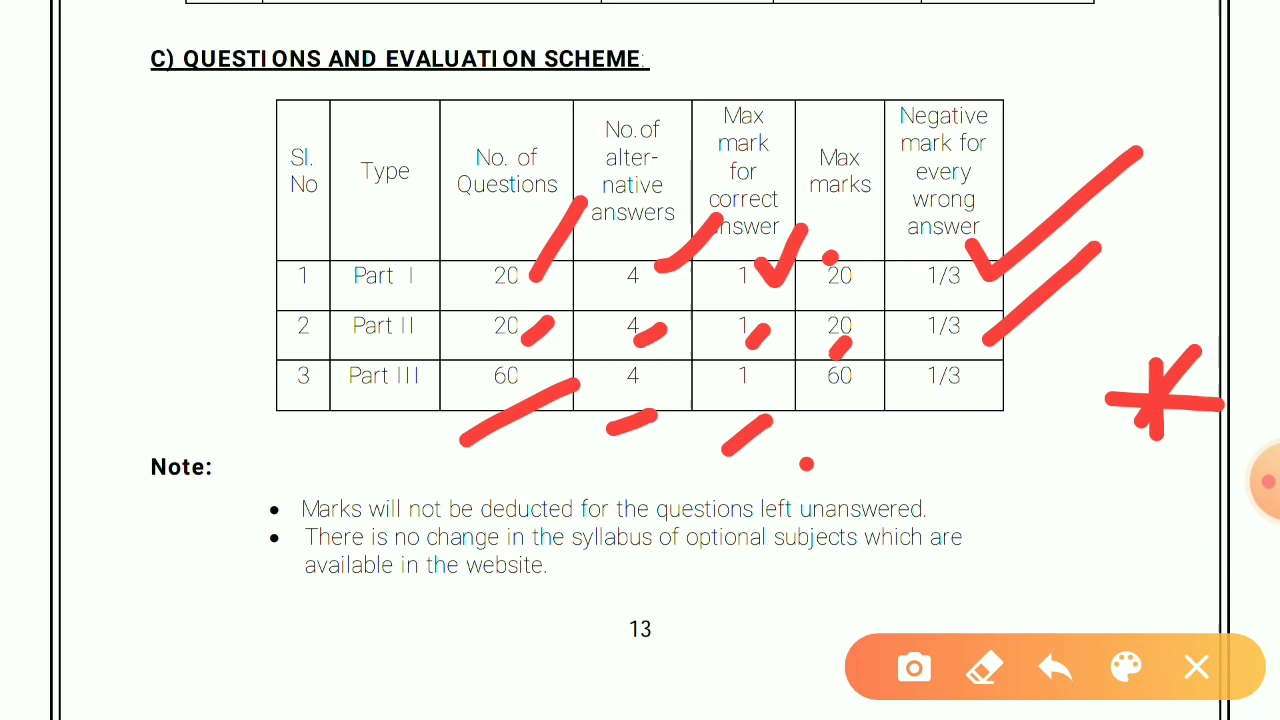 C) QUESTIONS AND EVALUATION SCHEME:
Sl. No | Type | No. of Questions | No.of alter-native answers | Max mark for correct answer | Max marks | Negative mark for every wrong answer
1 | Part I | 20 | 4 | 1 | 20 | 1/3
2 | Part II | 20 | 4 | 1 | 20 | 1/3
3 | Part III | 60 | 4 | 1 | 60 | 1/3
Note:
• Marks will not be deducted for the questions left unanswered.
• There is no change in the syllabus of optional subjects which are
available in the website.
13